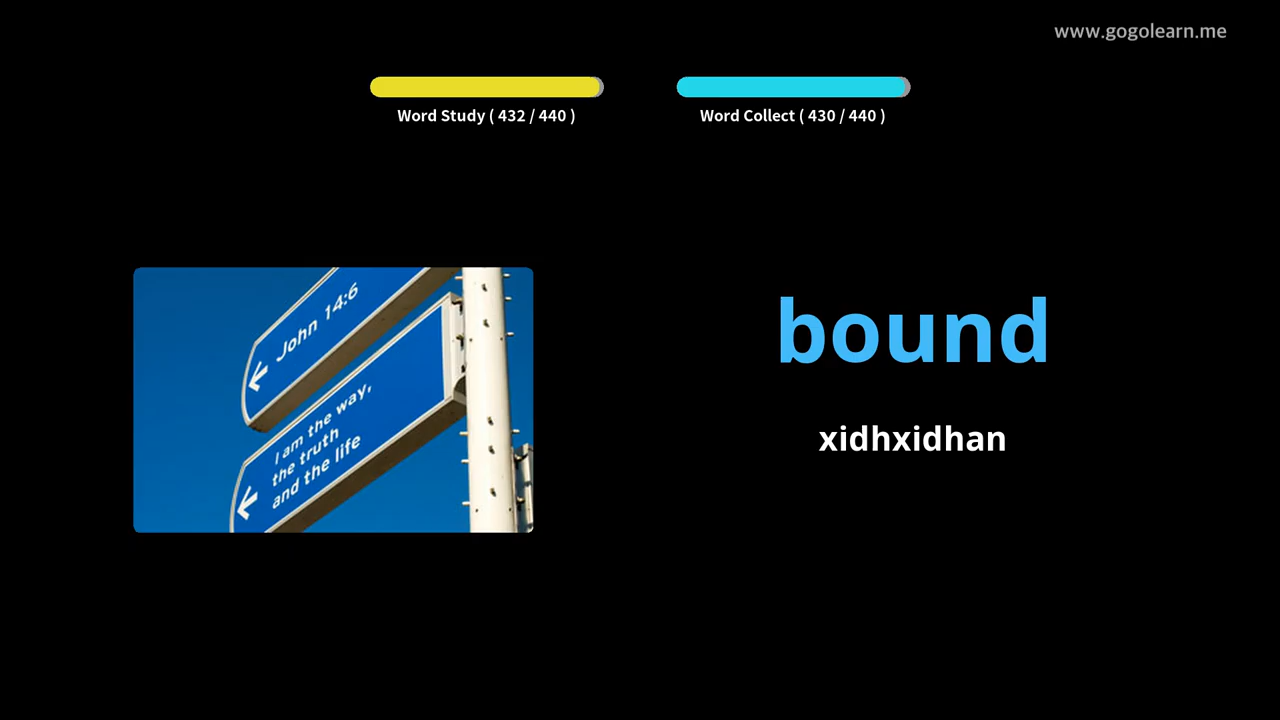 www.gogolearn.me
Word Study ( 432 / 440 )
Word Collect ( 430 / 440 )
John 14:6
I am the way,
the truth
and the life
bound
xidhxidhan